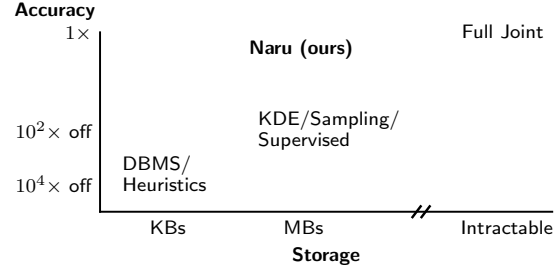 Accuracy
1×
Full Joint
Naru (ours)
10² × off
KDE/Sampling/
Supervised
DBMS/
Heuristics
10⁴ × off
KBs
MBs
Intractable
Storage